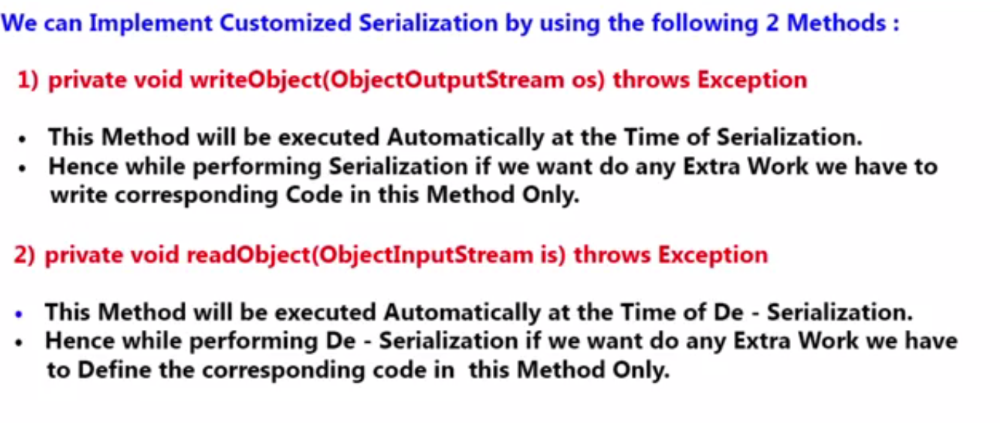 We can Implement Customized Serialization by using the following 2 Methods :
1) private void writeObject(ObjectOutputStream os) throws Exception
• This Method will be executed Automatically at the Time of Serialization.
• Hence while performing Serialization if we want do any Extra Work we have to
write corresponding Code in this Method Only.
2) private void readObject(ObjectInputStream is) throws Exception
• This Method will be executed Automatically at the Time of De - Serialization.
• Hence while performing De - Serialization if we want do any Extra Work we have
to Define the corresponding code in this Method Only.